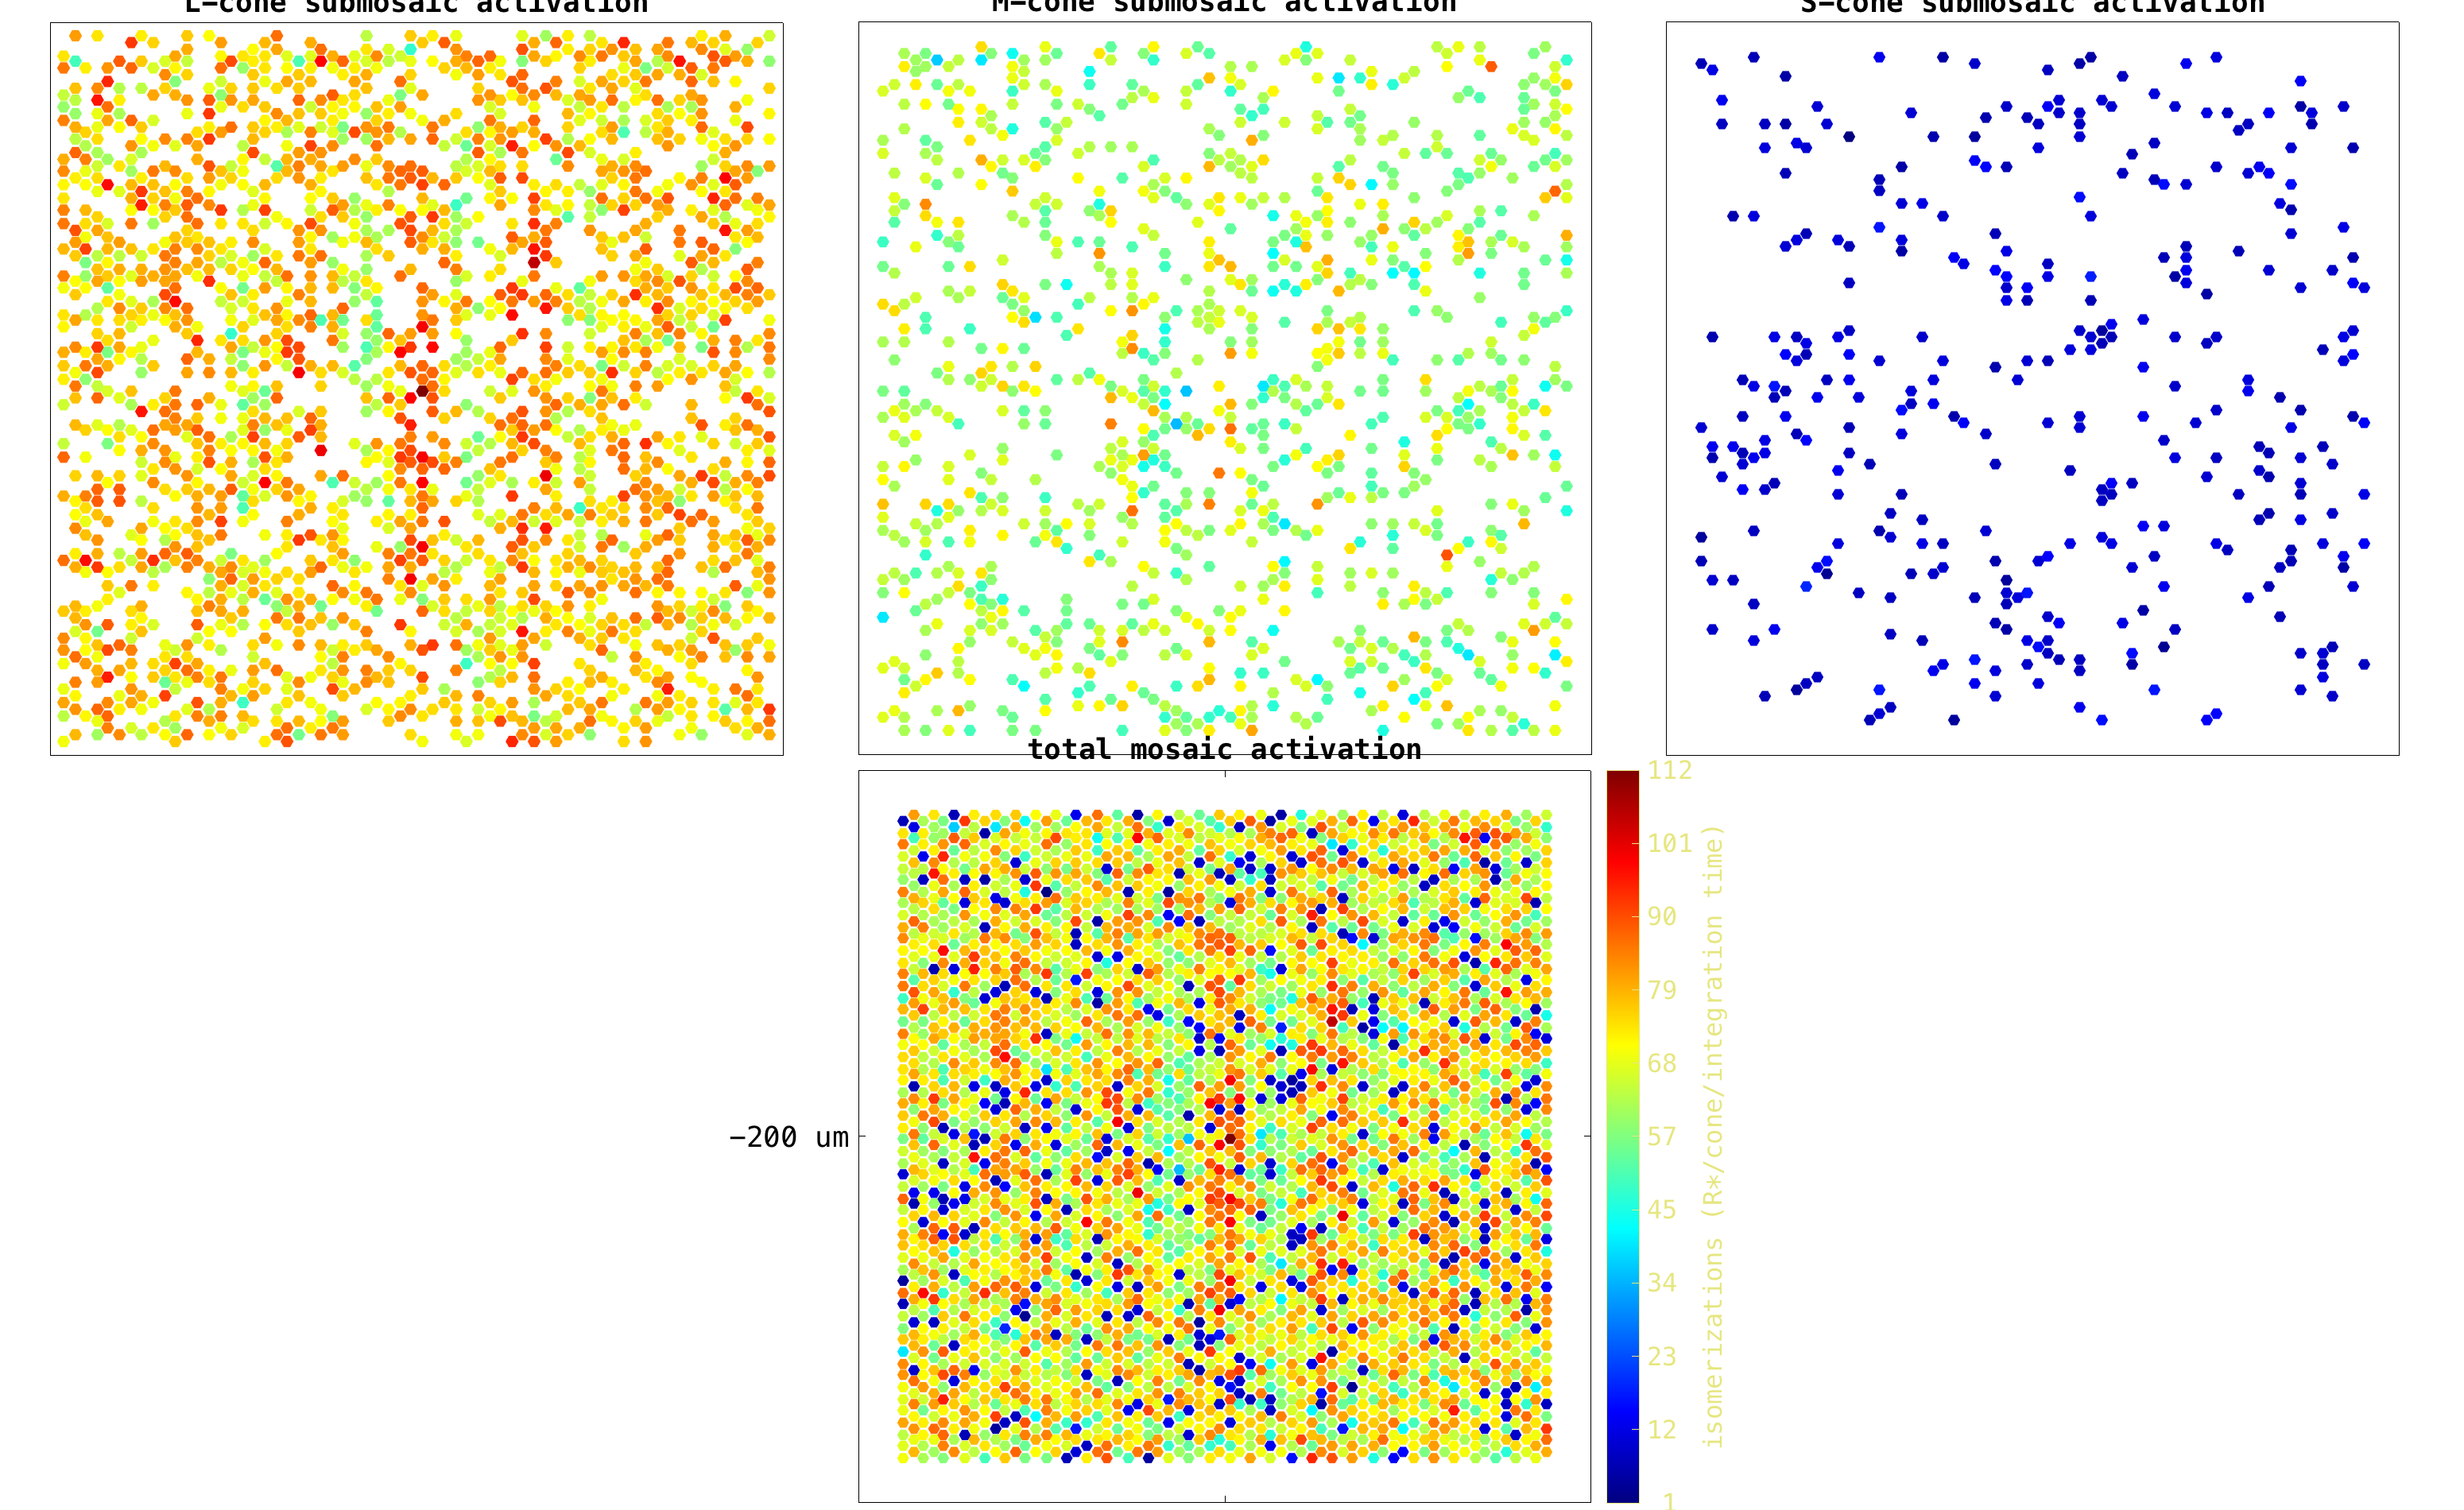 L-cone submosaic activation
M-cone submosaic activation
S-cone submosaic activation
total mosaic activation
-200 um
112
101
90
79
68
57
45
34
23
12
1
isomerizations (R*/cone/integration time)